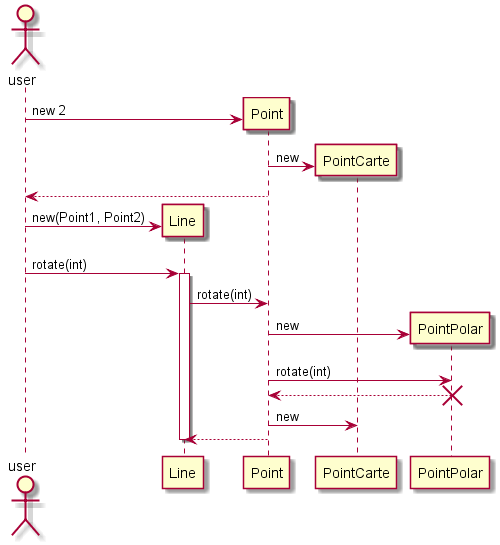 user
new 2
Point
new
PointCarte
new(Point1, Point2)
Line
rotate(int)
rotate(int)
new
PointPolar
rotate(int)
new
user
Line
Point
PointCarte
PointPolar